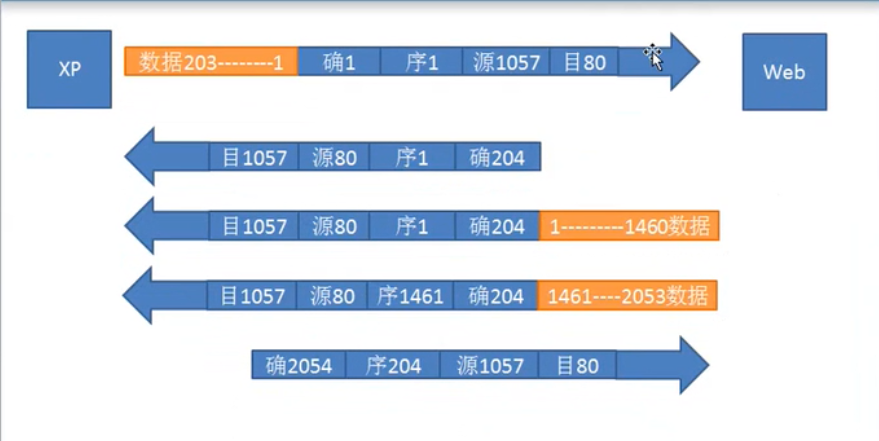 XP 数据203--------1 确1 序1 源1057 目80 Web
目1057 源80 序1 确204
目1057 源80 序1 确204 1---------1460数据
目1057 源80 序1461 确204 1461----2053数据
确2054 序204 源1057 目80